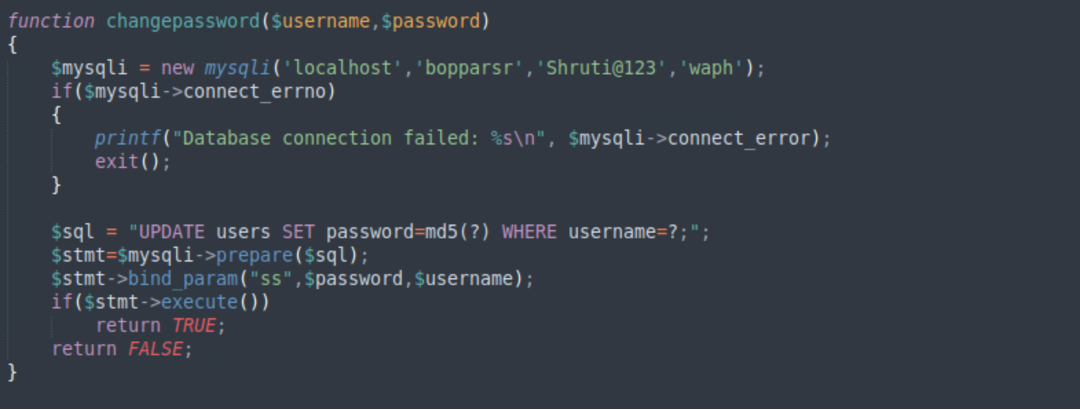 function changepassword($username,$password)
{
    $mysqli = new mysqli('localhost','bopparsr','Shruti@123','waph');
    if($mysqli->connect_errno)
    {
        printf("Database connection failed: %s\n", $mysqli->connect_error);
        exit();
    }

    $sql = "UPDATE users SET password=md5(?) WHERE username=?;";
    $stmt=$mysqli->prepare($sql);
    $stmt->bind_param("ss",$password,$username);
    if($stmt->execute())
        return TRUE;
    return FALSE;
}